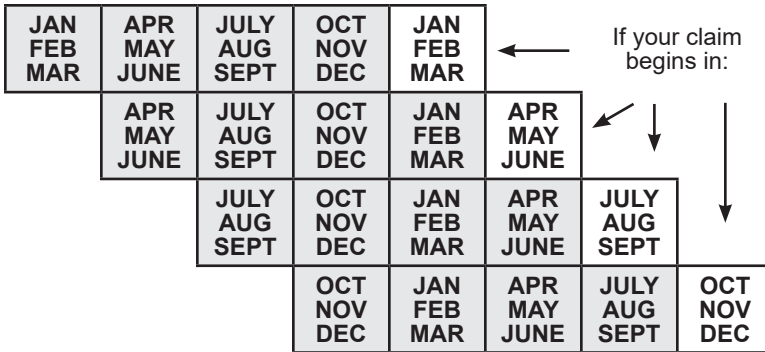 JAN APR JULY OCT JAN
FEB MAY AUG NOV FEB
MAR JUNE SEPT DEC MAR
If your claim
begins in:
APR JULY OCT JAN APR
MAY AUG NOV FEB MAY
JUNE SEPT DEC MAR JUNE
JULY OCT JAN APR JULY
AUG NOV FEB MAY AUG
SEPT DEC MAR JUNE SEPT
OCT JAN APR JULY OCT
NOV FEB MAY AUG NOV
DEC MAR JUNE SEPT DEC